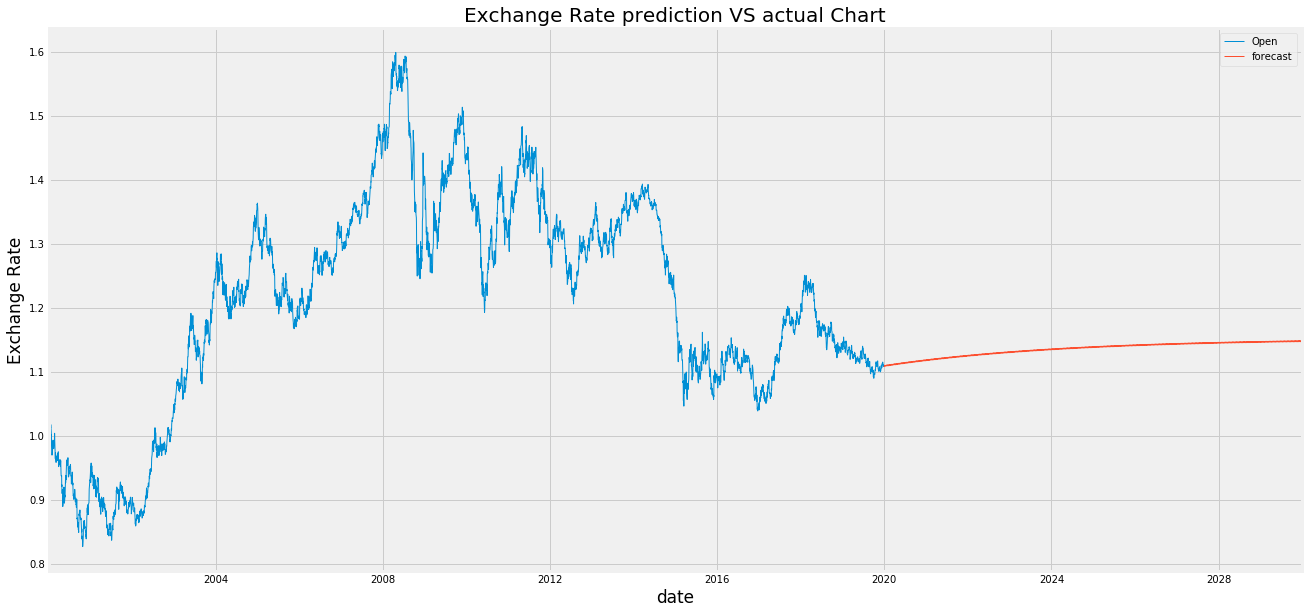 Exchange Rate prediction VS actual Chart
Open
forecast
1.6
1.5
1.4
1.3
1.2
1.1
1.0
0.9
0.8
Exchange Rate
2004 2008 2012 2016 2020 2024 2028
date